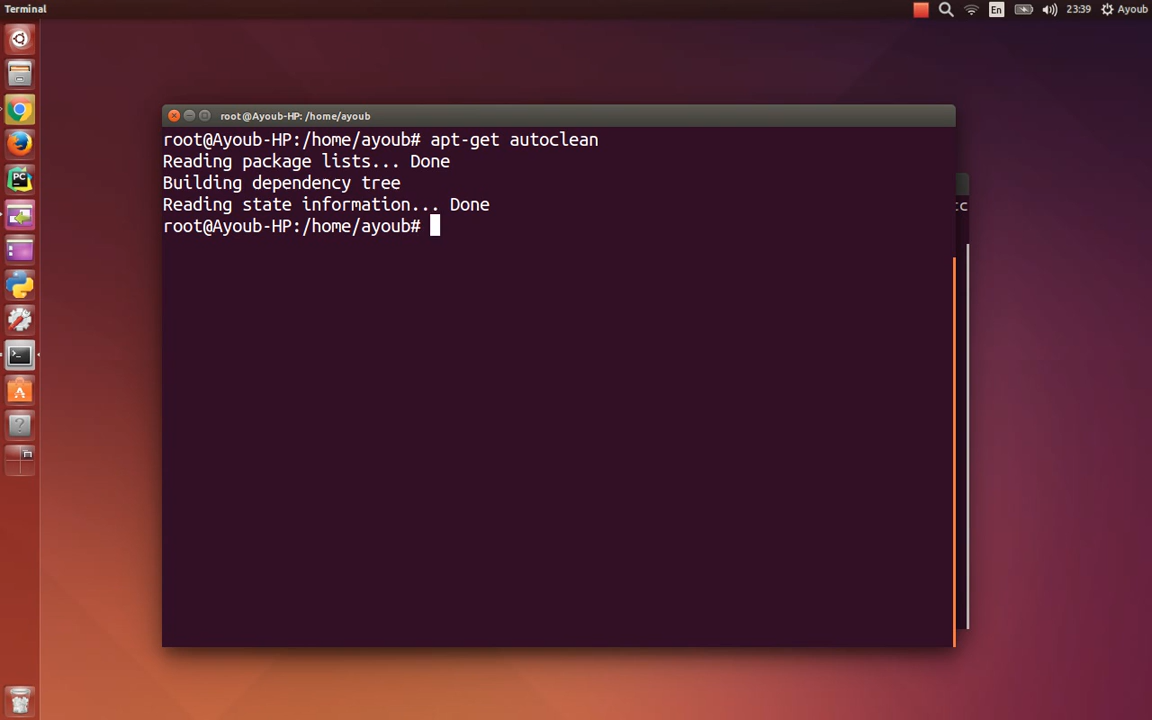 Terminal
En
23:39
Ayoub
root@Ayoub-HP: /home/ayoub
root@Ayoub-HP:/home/ayoub# apt-get autoclean
Reading package lists... Done
Building dependency tree
Reading state information... Done
root@Ayoub-HP:/home/ayoub#
PC